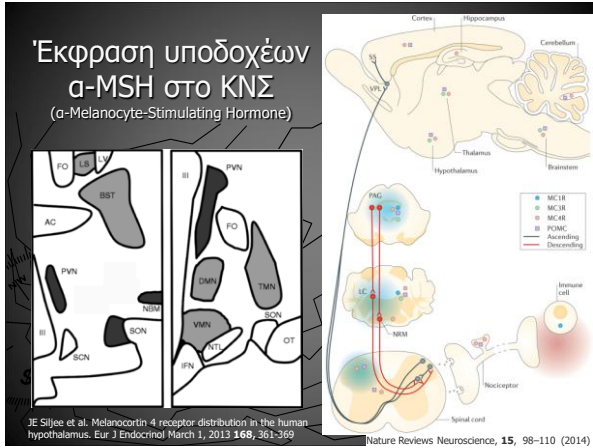 Έκφραση υποδοχέων
α-MSH στο ΚΝΣ
(α-Melanocyte-Stimulating Hormone)
FO
LS
LV
BST
AC
PVN
NBM
III
SON
SCN
III
PVN
FO
DMN
TMN
VMN
SON
NTL
OT
IFN
JE Siljee et al. Melanocortin 4 receptor distribution in the human
hypothalamus. Eur J Endocrinol March 1, 2013 168, 361-369
Cortex
Hippocampus
Cerebellum
SS
VPL
Thalamus
Hypothalamus
Brainstem
PAG
MC1R
MC3R
MC4R
POMC
Ascending
Descending
LC
NRM
Immune
cell
Nociceptor
Spinal cord
Nature Reviews Neuroscience, 15, 98–110 (2014)